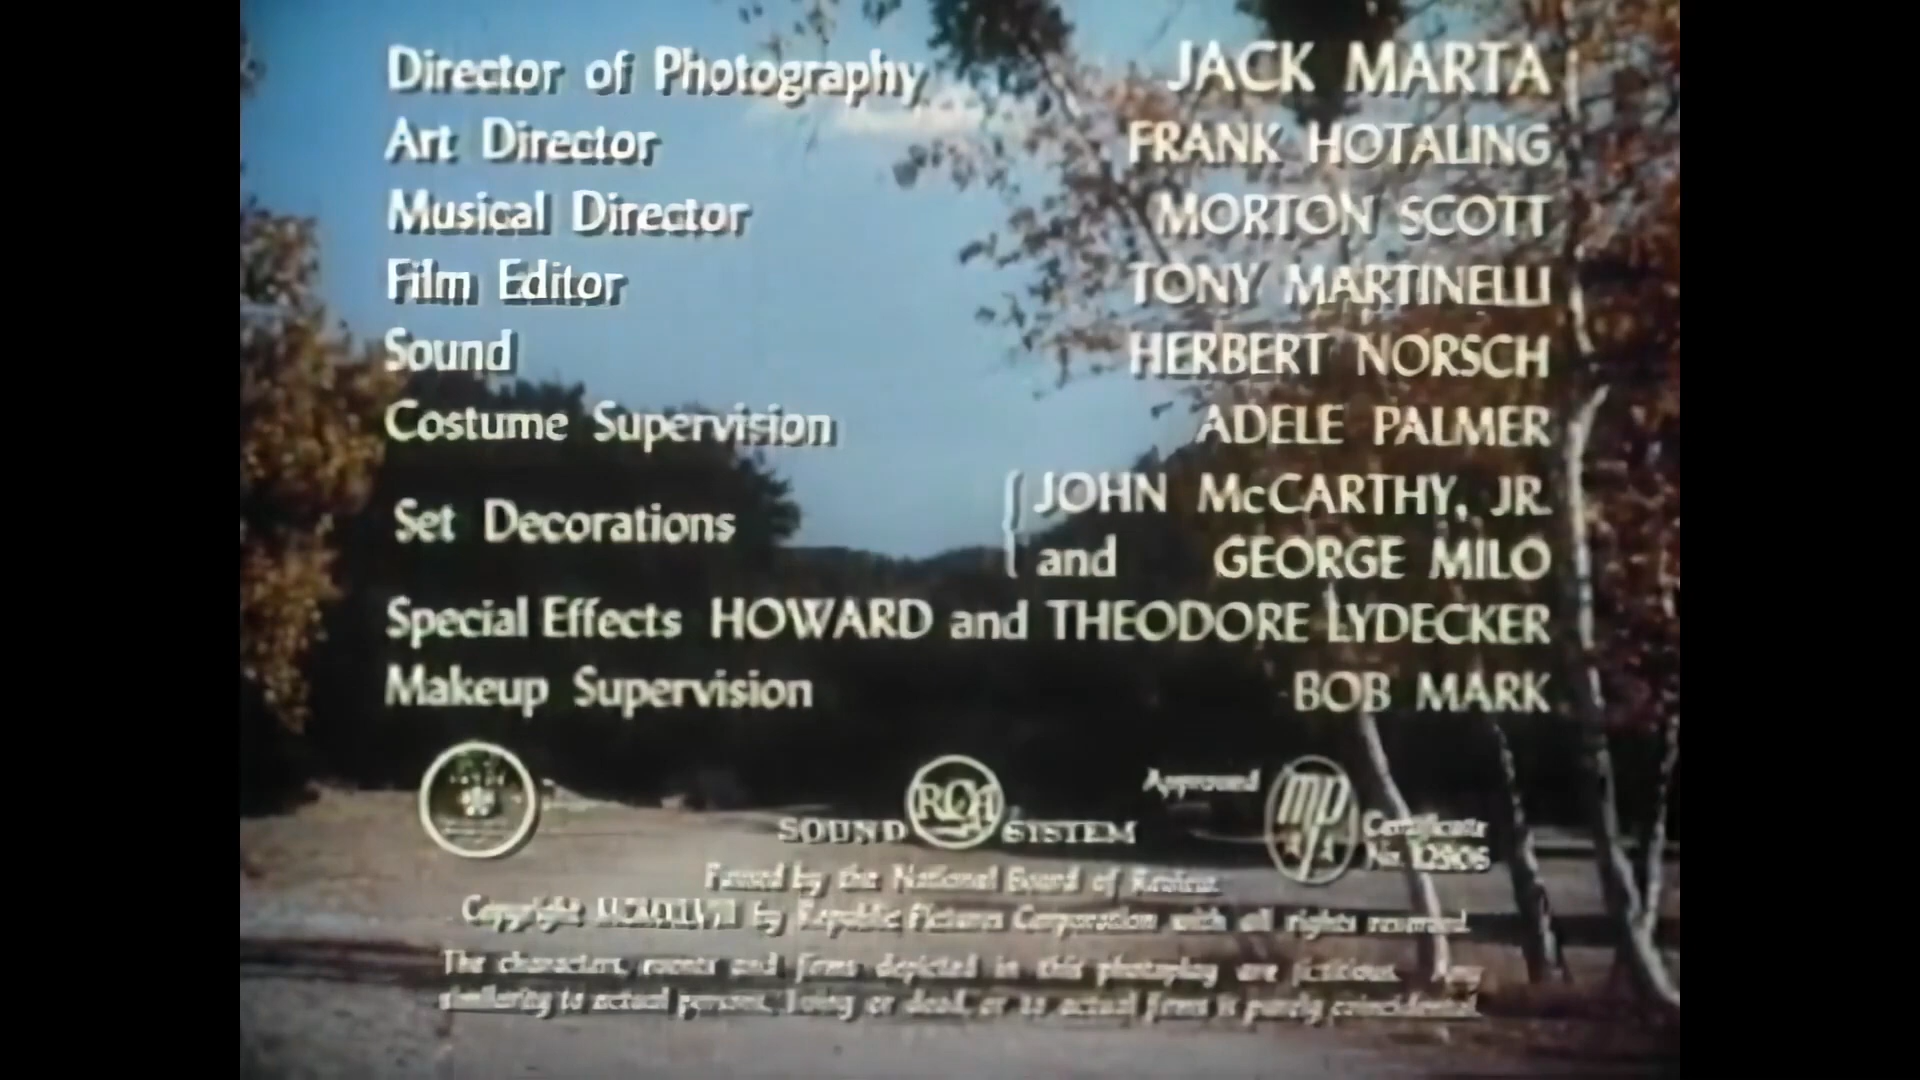 Director of Photography JACK MARTA
Art Director FRANK HOTALING
Musical Director MORTON SCOTT
Film Editor TONY MARTINELLI
Sound HERBERT NORSCH
Costume Supervision ADELE PALMER
Set Decorations JOHN McCARTHY, JR.
and GEORGE MILO
Special Effects HOWARD and THEODORE LYDECKER
Makeup Supervision BOB MARK
Approved
SOUND RCA SYSTEM
Certificate
No.
Passed by the National Board of Review
Copyright by Republic Pictures Corporation with all rights reserved.
The characters, events and firms depicted in this photoplay are fictitious. Any
similarity to actual persons, living or dead, or to actual firms is purely coincidental.